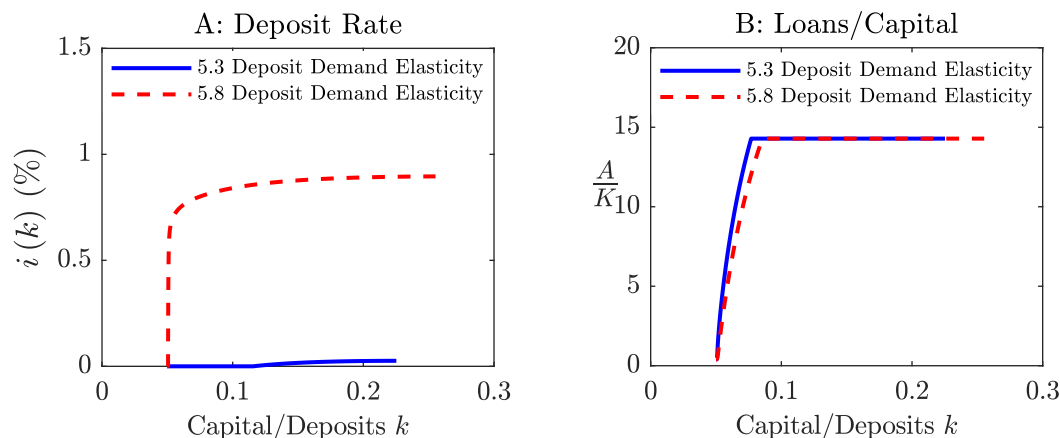 A: Deposit Rate
1.5
1
0.5
0
i (k) (%)
5.3 Deposit Demand Elasticity
5.8 Deposit Demand Elasticity
0 0.1 0.2 0.3
Capital/Deposits k
B: Loans/Capital
20
15
10
5
0
A
K
5.3 Deposit Demand Elasticity
5.8 Deposit Demand Elasticity
0 0.1 0.2 0.3
Capital/Deposits k